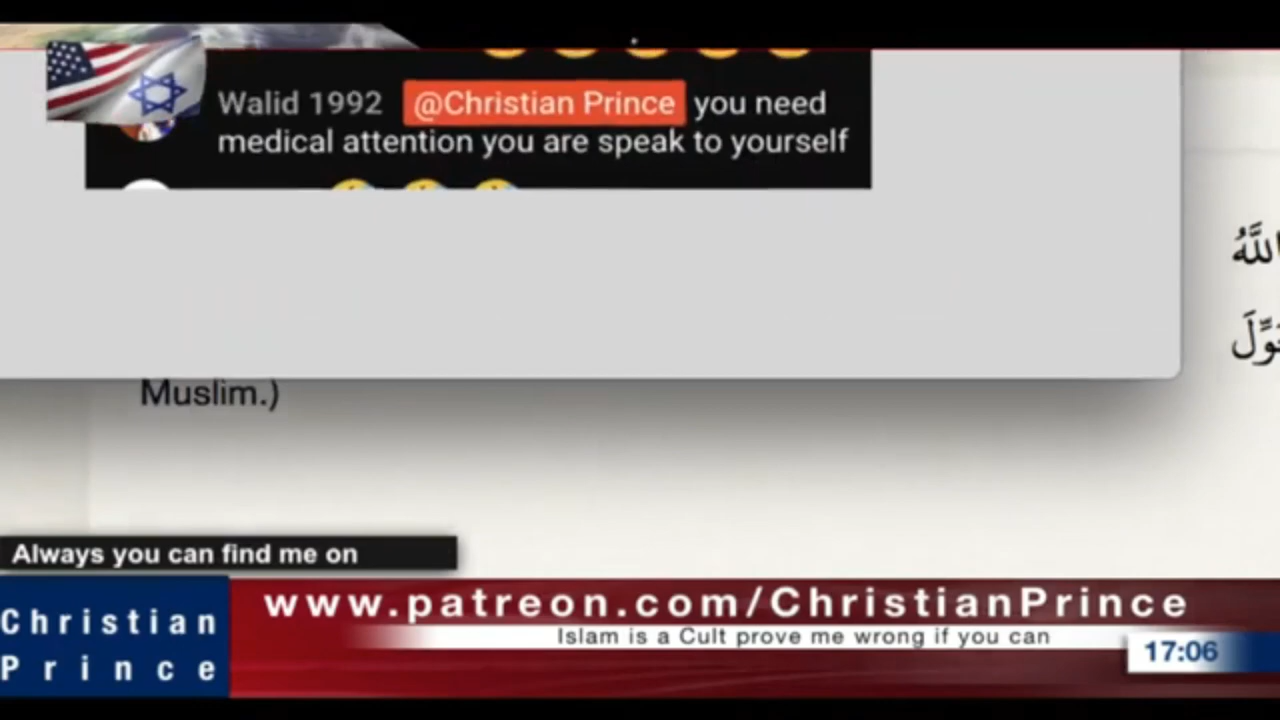 Walid 1992 @Christian Prince you need
medical attention you are speak to yourself
Muslim.)
Always you can find me on
Christian
Prince
www.patreon.com/ChristianPrince
Islam is a Cult prove me wrong if you can
17:06